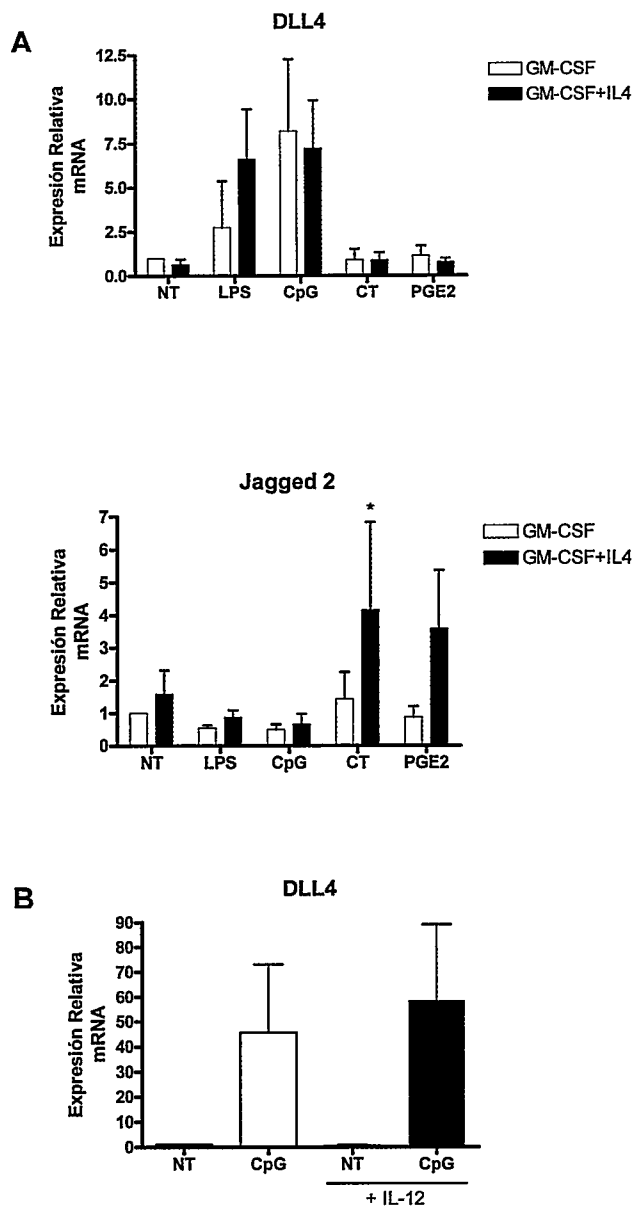 A
DLL4
Expresión Relativa
mRNA
12.5
10.0
7.5
5.0
2.5
0.0
NT LPS CpG CT PGE2
GM-CSF
GM-CSF+IL4
Jagged 2
Expresión Relativa
mRNA
7
6
5
4
3
2
1
0
*
NT LPS CpG CT PGE2
GM-CSF
GM-CSF+IL4
B
DLL4
Expresión Relativa
mRNA
90
80
70
60
50
40
30
20
10
0
NT CpG NT CpG
+ IL-12